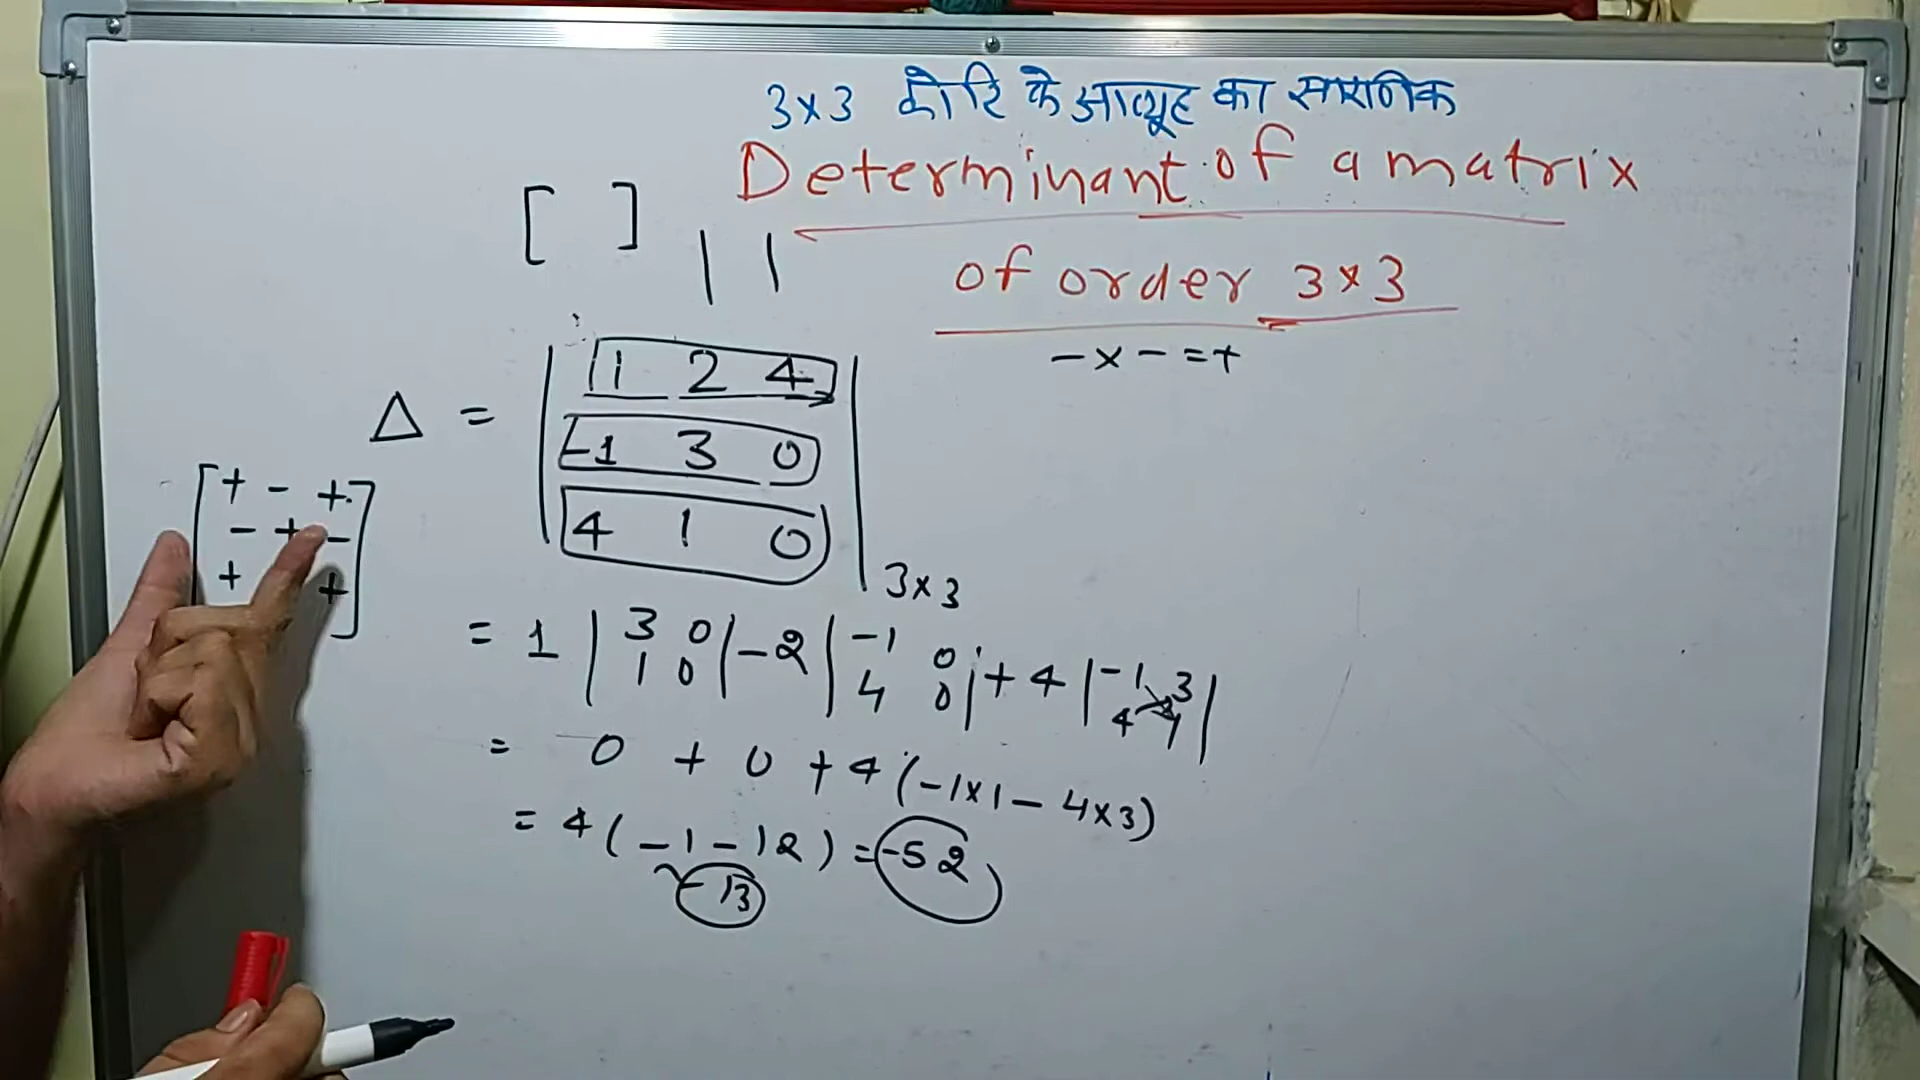 3×3 कोटि के आव्यूह का सारणिक
Determinant of a matrix
[ ] | |
of order 3×3
- × - = +
Δ = | 1 2 4 |
| -1 3 0 |
| 4 1 0 | 3×3
[ + - +
- + -
+ + ]
= 1 | 3 0 | - 2 | -1 0 | + 4 | -1 3 |
| 1 0 | | 4 0 | | 4 1 |
= 0 + 0 + 4 (-1×1 - 4×3)
= 4 (-1 - 12) = -52
-13